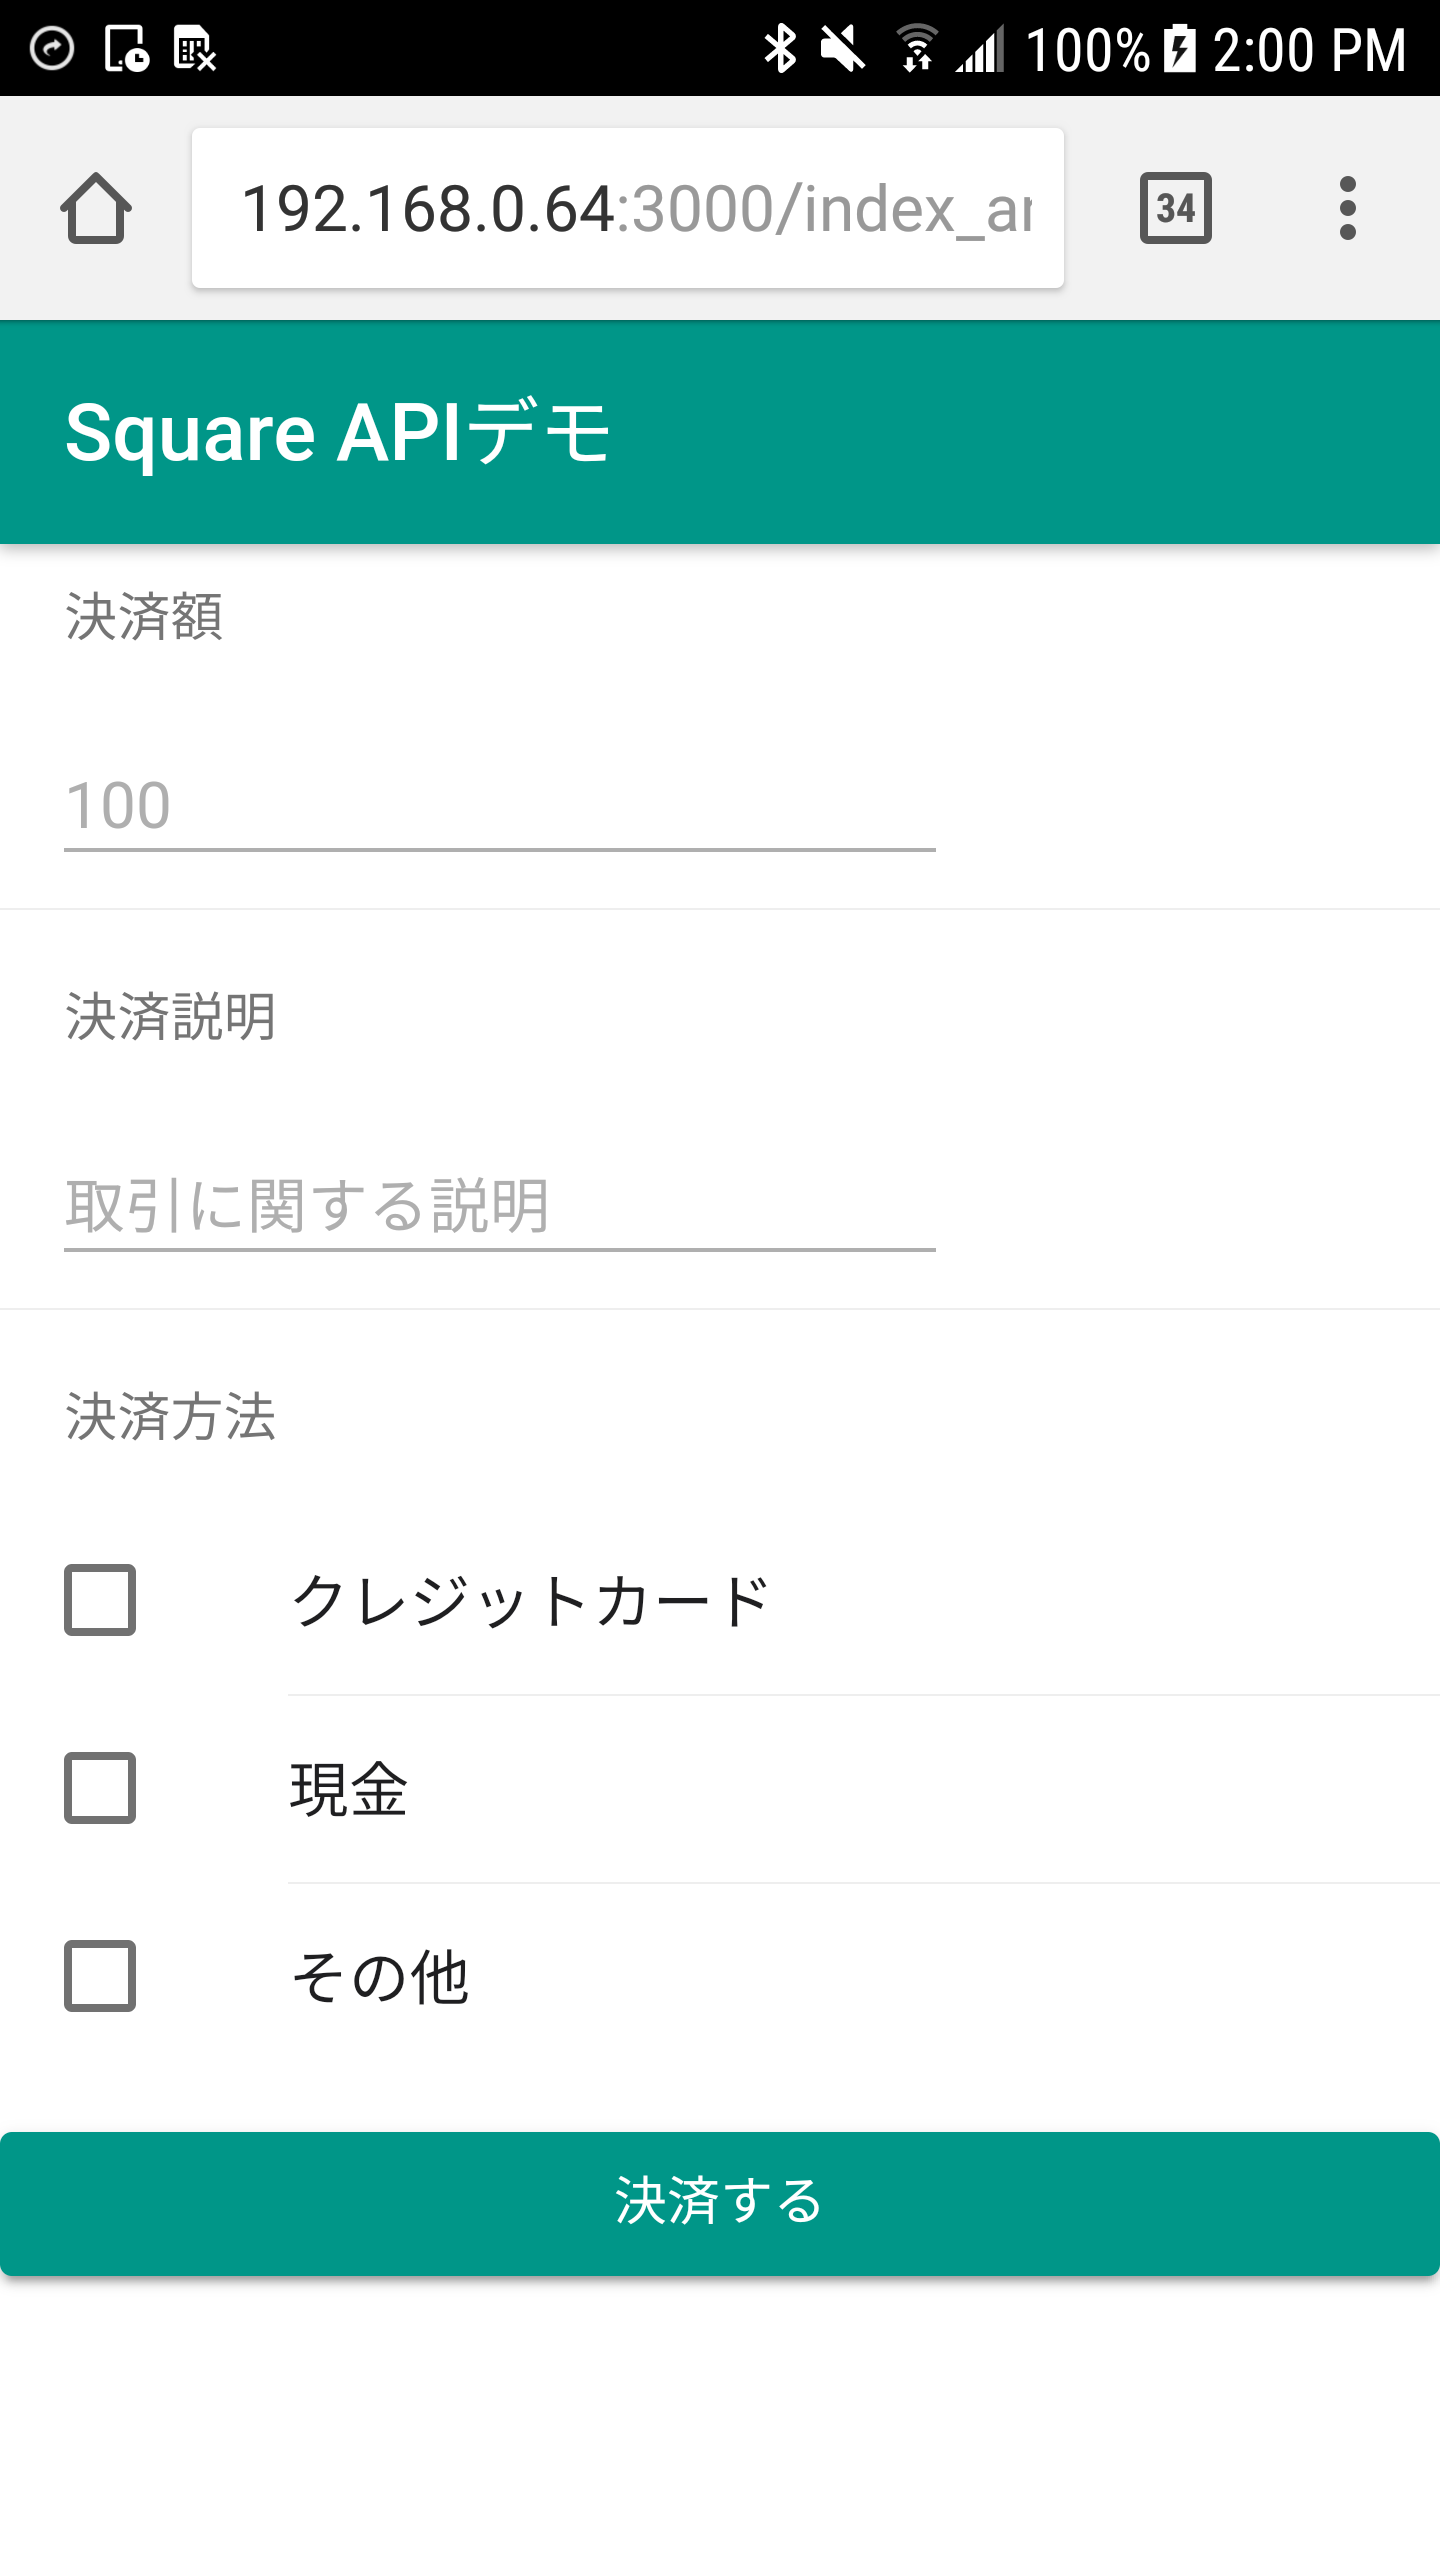 100% 2:00 PM
192.168.0.64:3000/index_ar
34
Square APIデモ
決済額
100
決済説明
取引に関する説明
決済方法
クレジットカード
現金
その他
決済する